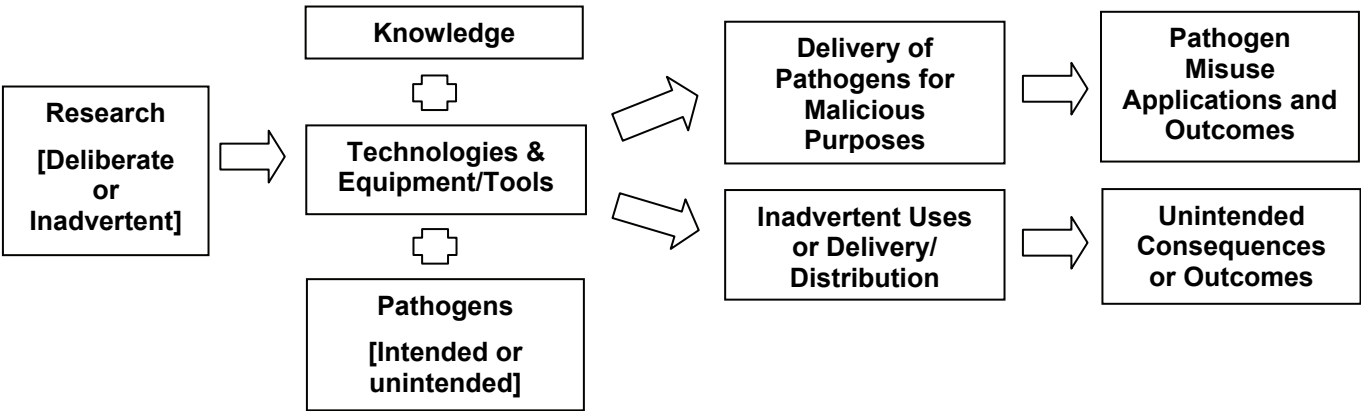 Research
[Deliberate
or
Inadvertent]
Knowledge
Technologies &
Equipment/Tools
Pathogens
[Intended or
unintended]
Delivery of
Pathogens for
Malicious
Purposes
Pathogen
Misuse
Applications and
Outcomes
Inadvertent Uses
or Delivery/
Distribution
Unintended
Consequences
or Outcomes